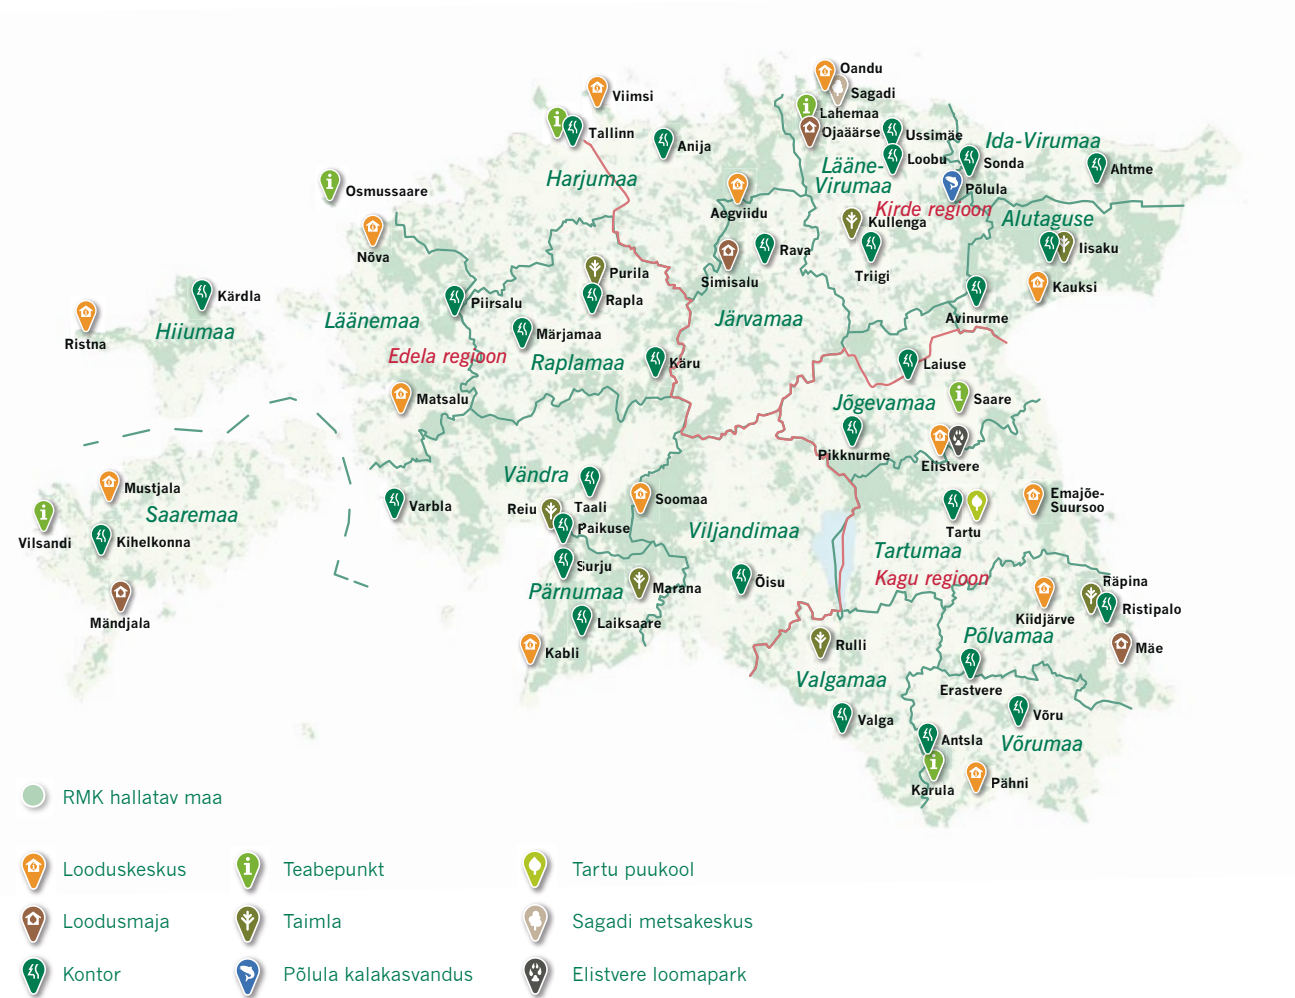 Oandu
Sagadi
Viimsi
Lahemaa
Tallinn
Ojaäärse
Ussimäe
Anija
Ida-Virumaa
Lääne-
Virumaa
Loobu
Sonda
Ahtme
Harjumaa
Osmussaare
Põlula
Aegviidu
Kirde regioon
Kullenga
Alutaguse
Nõva
Rava
Iisaku
Purila
Simisalu
Triigi
Kärdla
Piirsalu
Rapla
Kauksi
Hiiumaa
Läänemaa
Järvamaa
Avinurme
Ristna
Märjamaa
Edela regioon
Raplamaa
Käru
Laiuse
Matsalu
Jõgevamaa
Saare
Pikknurme
Elistvere
Vändra
Mustjala
Soomaa
Emajõe-
Suursoo
Varbla
Reiu
Taali
Saaremaa
Paikuse
Viljandimaa
Tartu
Vilsandi
Kihelkonna
Tartumaa
Surju
Kagu regioon
Õisu
Räpina
Pärnumaa
Marana
Ristipalo
Mändjala
Laiksaare
Kiidjärve
Põlvamaa
Rulli
Mäe
Kabli
Valgamaa
Erastvere
Valga
Võru
Antsla
Võrumaa
Karula
Pähni
RMK hallatav maa
Looduskeskus
Teabepunkt
Tartu puukool
Loodusmaja
Taimla
Sagadi metsakeskus
Kontor
Põlula kalakasvandus
Elistvere loomapark